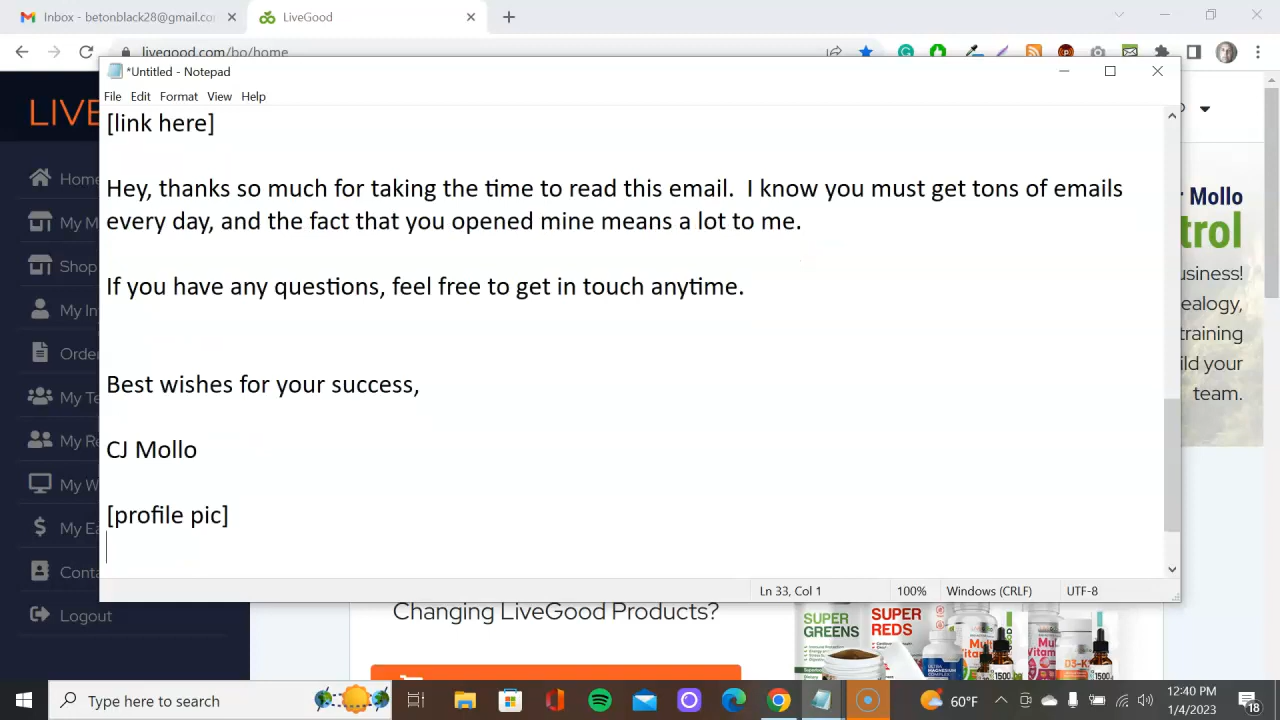 Inbox - betonblack28@gmail.co
LiveGood
livegood.com/bo/home
*Untitled - Notepad
File Edit Format View Help
[link here]
Hey, thanks so much for taking the time to read this email.  I know you must get tons of emails
every day, and the fact that you opened mine means a lot to me.
If you have any questions, feel free to get in touch anytime.
Best wishes for your success,
CJ Mollo
[profile pic]
Ln 33, Col 1 100% Windows (CRLF) UTF-8
LIVE
Home
My M
Shop
My In
Order
My Te
My Re
My W
My Ea
Conta
Logout
r Mollo
trol
usiness!
ealogy,
training
ild your
team.
Changing LiveGood Products?
SUPER
GREENS
SUPER
REDS
Type here to search
60°F
12:40 PM
1/4/2023
18